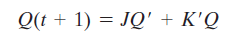 Q(t + 1) = JQ′ + K′Q